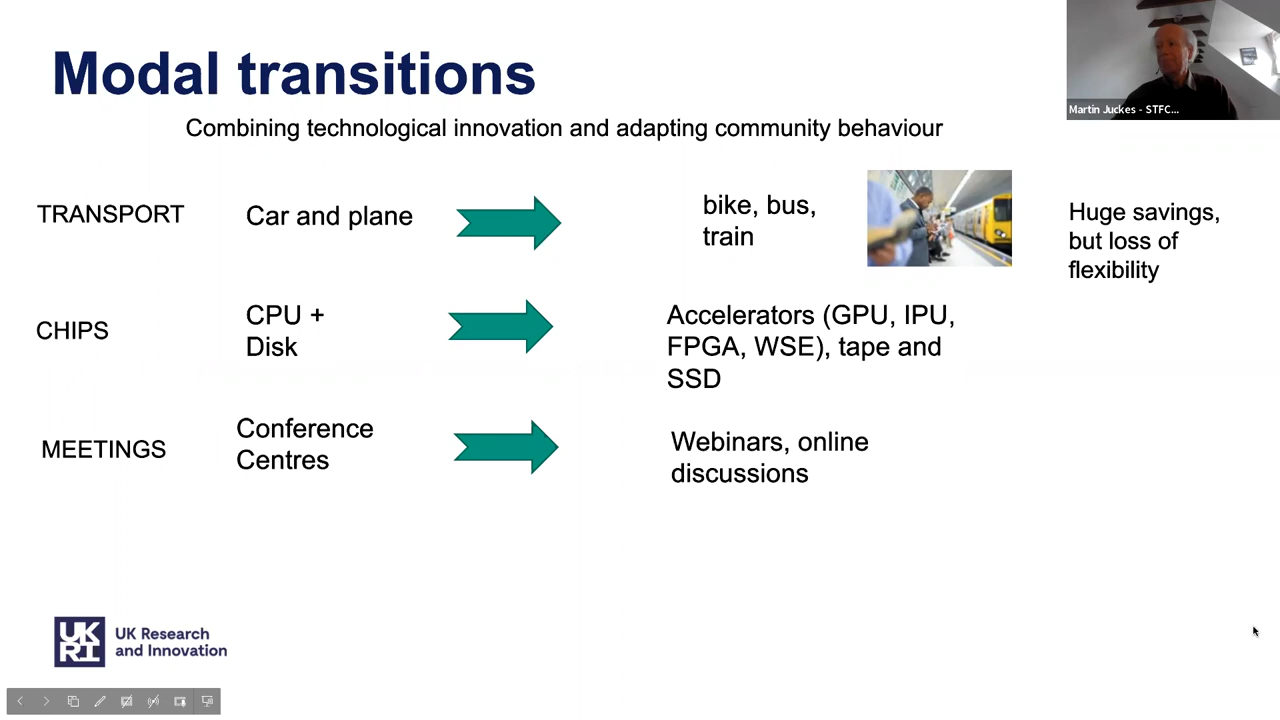 Modal transitions
Combining technological innovation and adapting community behaviour
Martin Juckes - STFC...
TRANSPORT
Car and plane
bike, bus,
train
Huge savings,
but loss of
flexibility
CHIPS
CPU +
Disk
Accelerators (GPU, IPU,
FPGA, WSE), tape and
SSD
MEETINGS
Conference
Centres
Webinars, online
discussions
UK
RI
UK Research
and Innovation